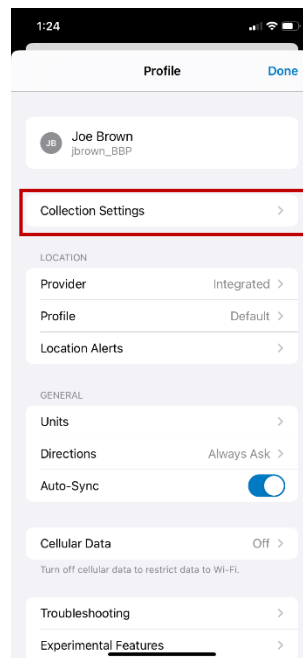 1:24
Profile
Done
JB
Joe Brown
jbrown_BBP
Collection Settings
LOCATION
Provider Integrated
Profile Default
Location Alerts
GENERAL
Units
Directions Always Ask
Auto-Sync
Cellular Data Off
Turn off cellular data to restrict data to Wi-Fi.
Troubleshooting
Experimental Features